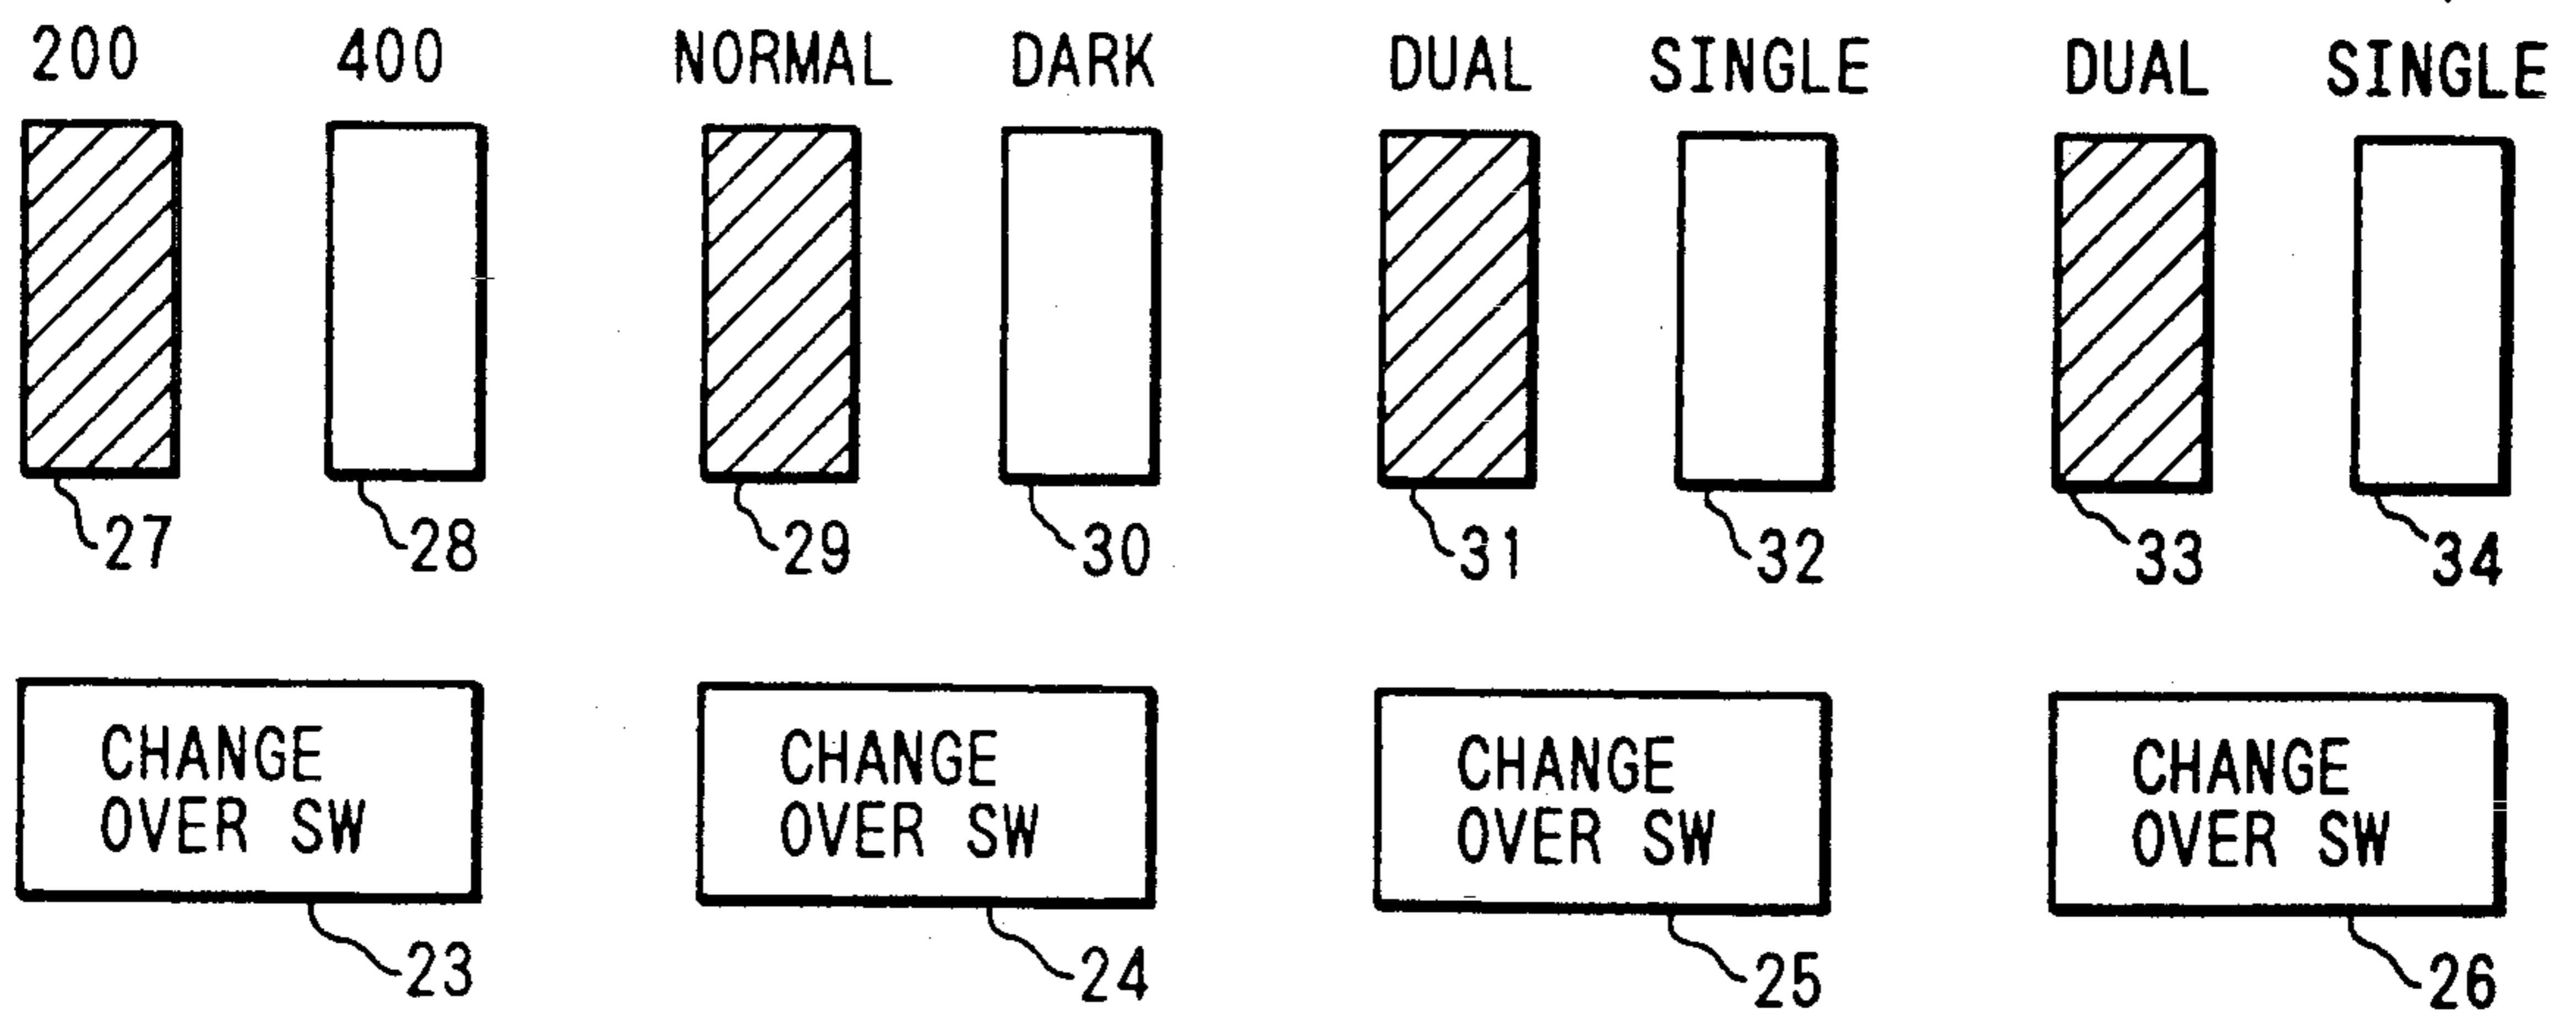 200 400 NORMAL DARK DUAL SINGLE DUAL SINGLE
27 28 29 30 31 32 33 34
CHANGE
OVER SW
23
CHANGE
OVER SW
24
CHANGE
OVER SW
25
CHANGE
OVER SW
26